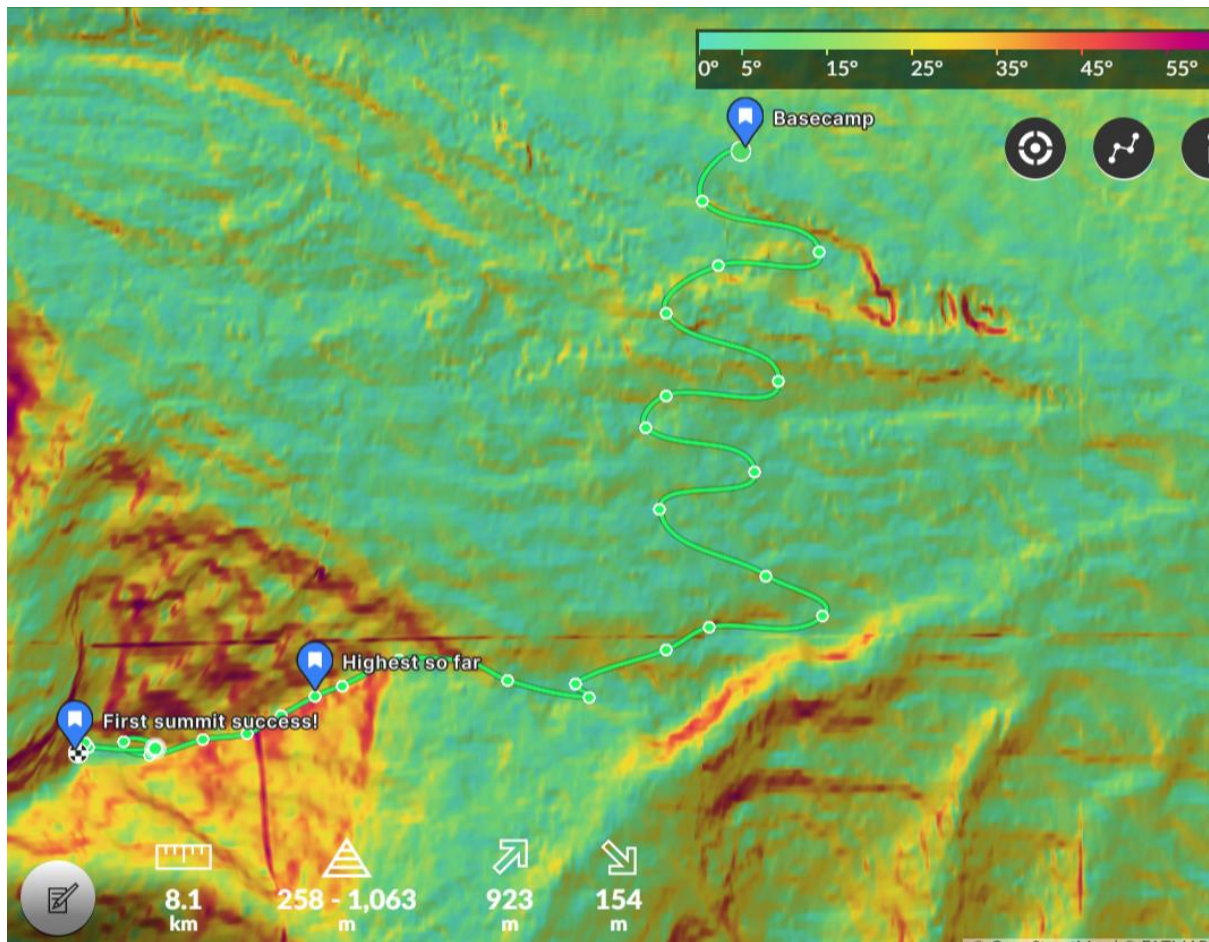 0° 5° 15° 25° 35° 45° 55°
Basecamp
Highest so far
First summit success!
8.1
km
258 - 1,063
m
923
m
154
m